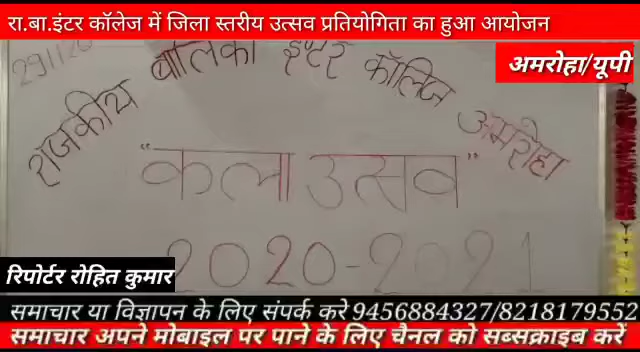 रा.बा.इंटर कॉलेज में जिला स्तरीय उत्सव प्रतियोगिता का हुआ आयोजन
अमरोहा/यूपी
राजकीय बालिका इण्टर कॉलिज अमरोहा
"कला उत्सव"
2020-2021
रिपोर्टर रोहित कुमार
समाचार या विज्ञापन के लिए संपर्क करे 9456884327/8218179552
समाचार अपने मोबाइल पर पाने के लिए चैनल को सब्सक्राइब करें